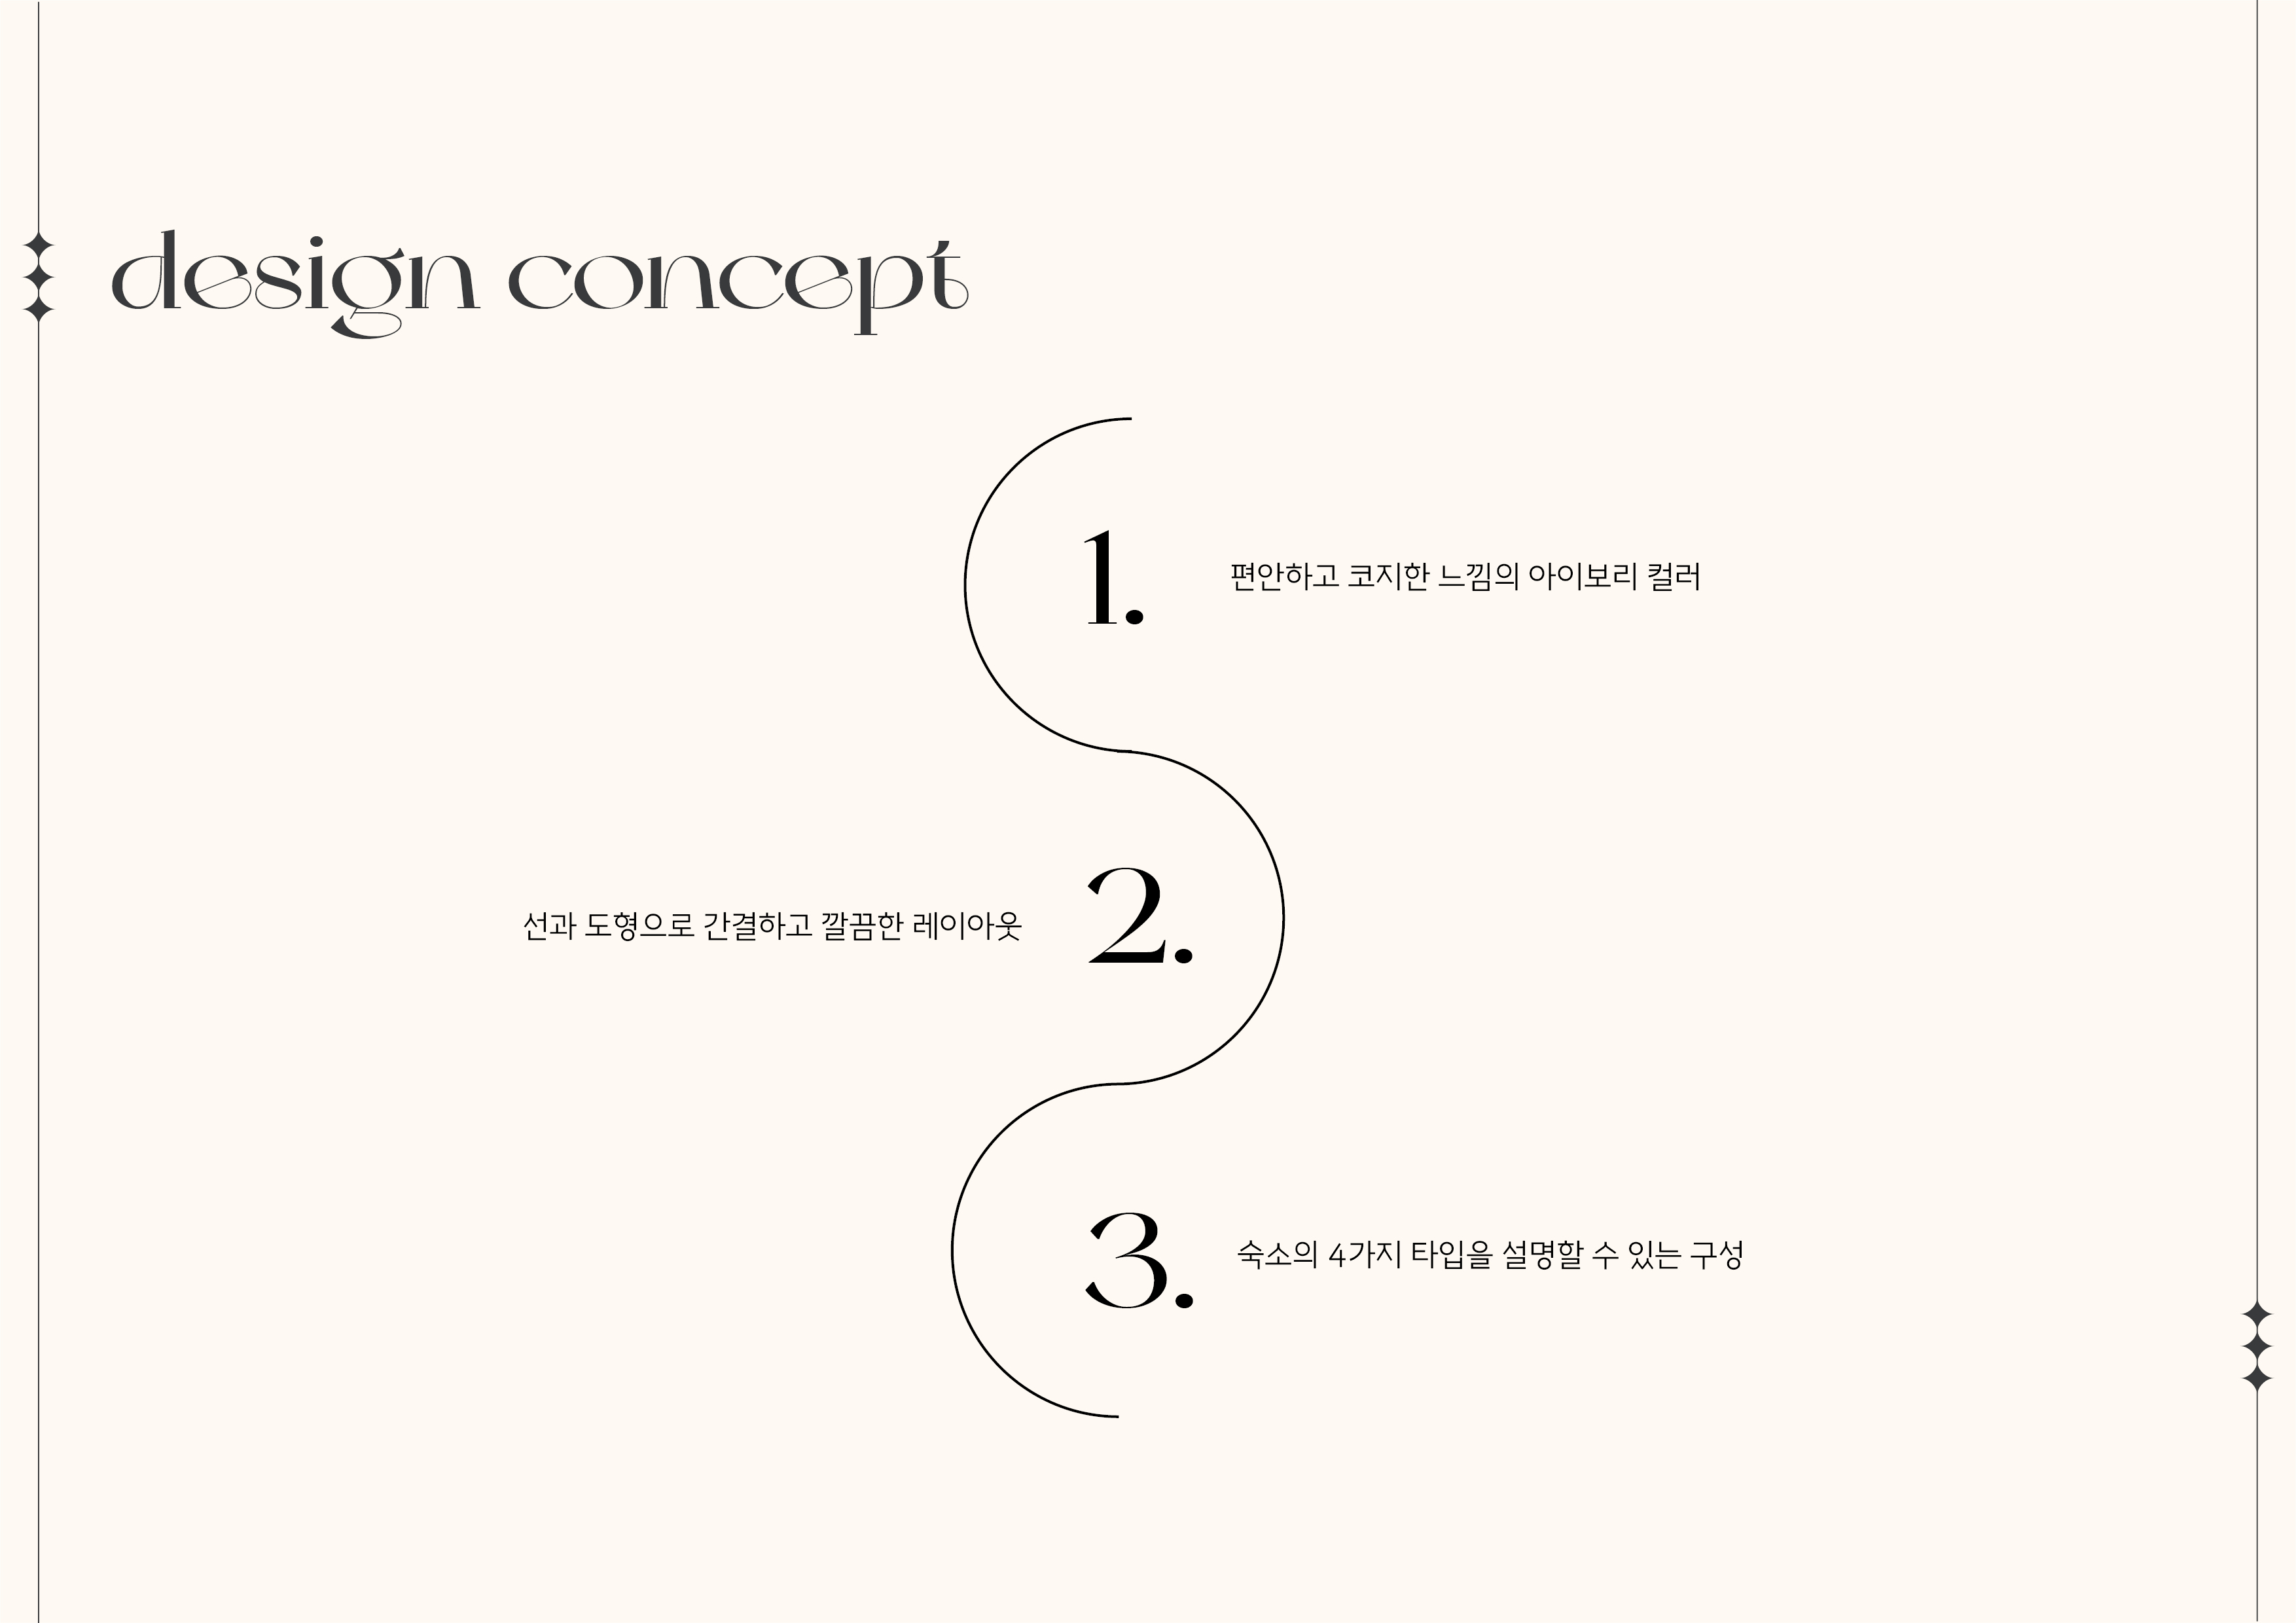 design concept
1.
편안하고 코지한 느낌의 아이보리 컬러
선과 도형으로 간결하고 깔끔한 레이아웃
2.
3.
숙소의 4가지 타입을 설명할 수 있는 구성